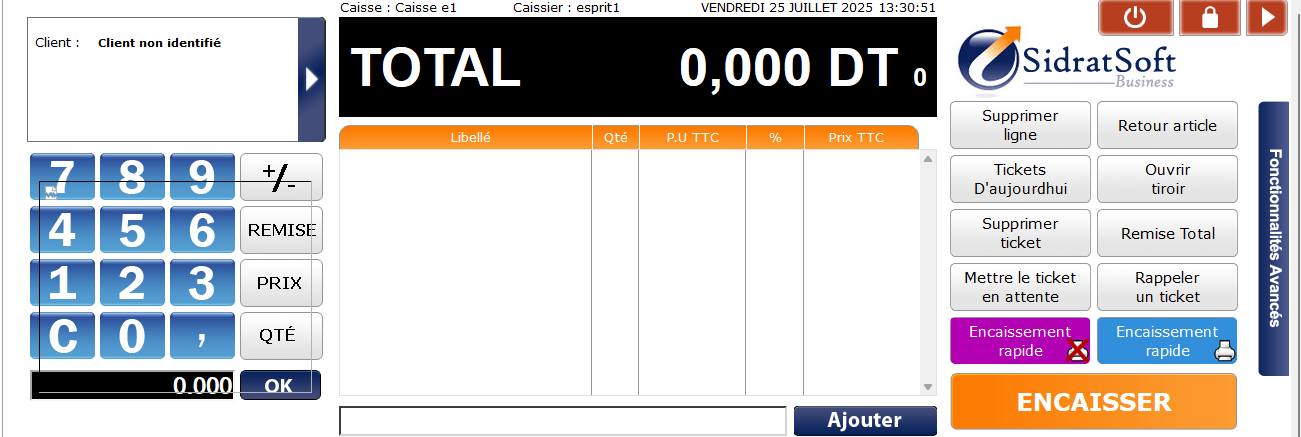 Caisse : Caisse e1 Caissier : esprit1 VENDREDI 25 JUILLET 2025 13:30:51
Client : Client non identifié
TOTAL 0,000 DT 0
SidratSoft
Business
Libellé Qté P.U TTC % Prix TTC
7 8 9 +/-
4 5 6 REMISE
1 2 3 PRIX
C 0 , QTÉ
0.000 OK
Ajouter
Supprimer
ligne
Retour article
Tickets
D'aujourdhui
Ouvrir
tiroir
Supprimer
ticket
Remise Total
Mettre le ticket
en attente
Rappeler
un ticket
Encaissement
rapide
Encaissement
rapide
ENCAISSER
Fonctionnalités Avancés